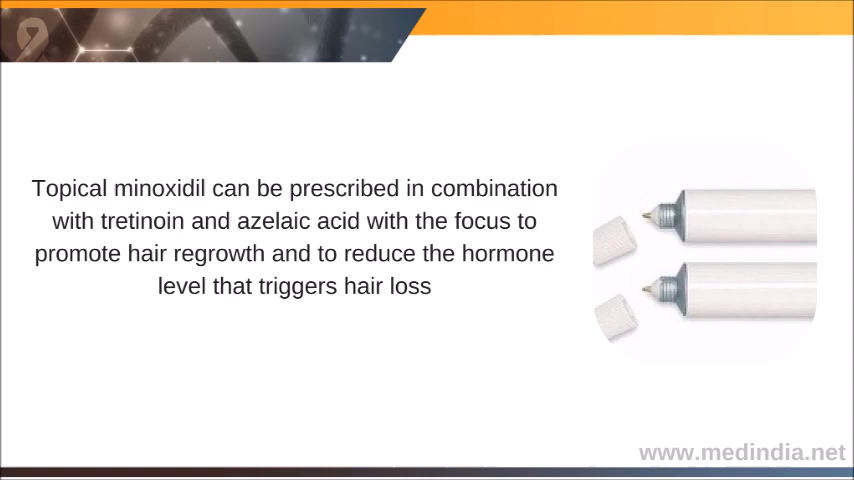 Topical minoxidil can be prescribed in combination
with tretinoin and azelaic acid with the focus to
promote hair regrowth and to reduce the hormone
level that triggers hair loss
www.medindia.net